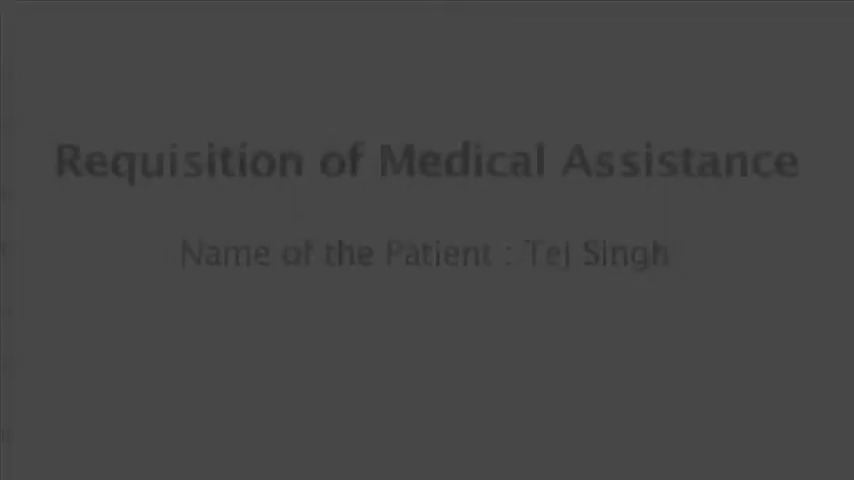 Requisition of Medical Assistance
Name of the Patient : Tej Singh